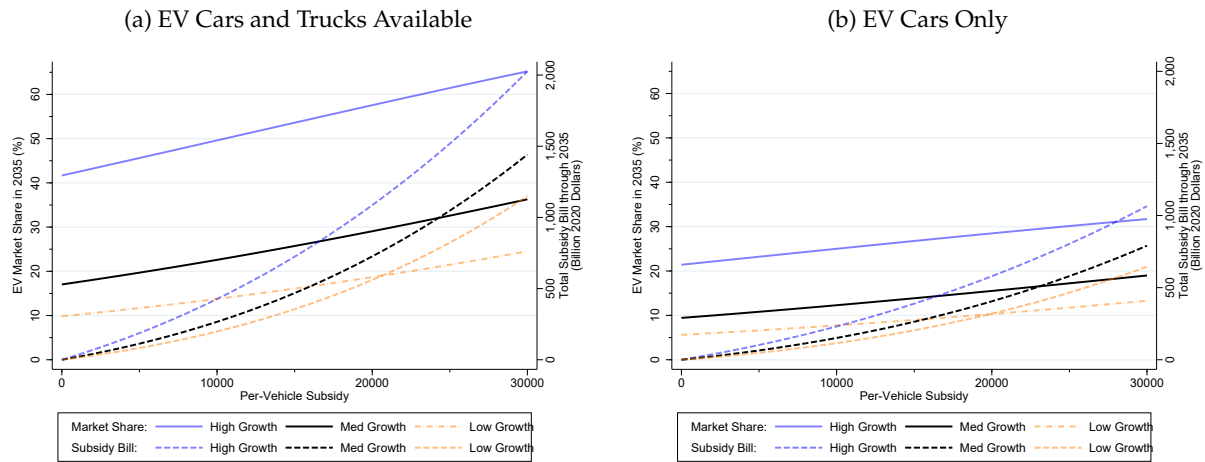 (a) EV Cars and Trucks Available
EV Market Share in 2035 (%)
60
50
40
30
20
10
0
2,000
1,500
1,000
500
0
Total Subsidy Bill through 2035
(Billion 2020 Dollars)
0 10000 20000 30000
Per-Vehicle Subsidy
Market Share: High Growth Med Growth Low Growth
Subsidy Bill: High Growth Med Growth Low Growth
(b) EV Cars Only
EV Market Share in 2035 (%)
60
50
40
30
20
10
0
2,000
1,500
1,000
500
0
Total Subsidy Bill through 2035
(Billion 2020 Dollars)
0 10000 20000 30000
Per-Vehicle Subsidy
Market Share: High Growth Med Growth Low Growth
Subsidy Bill: High Growth Med Growth Low Growth